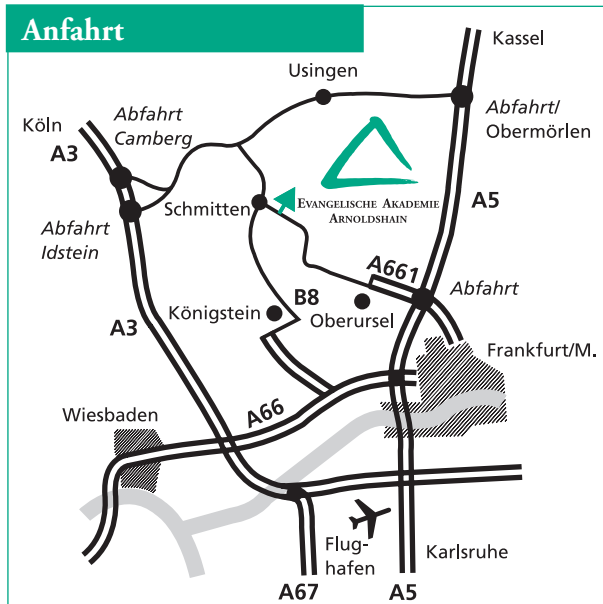 Anfahrt
Kassel
Usingen
Abfahrt
Camberg
Köln
A3
Abfahrt/
Obermörlen
EVANGELISCHE AKADEMIE
ARNOLDSHAIN
Schmitten
A5
Abfahrt
Idstein
A661
B8
Abfahrt
Königstein
Oberursel
A3
Frankfurt/M.
A66
Wiesbaden
Flug-
hafen
Karlsruhe
A67
A5